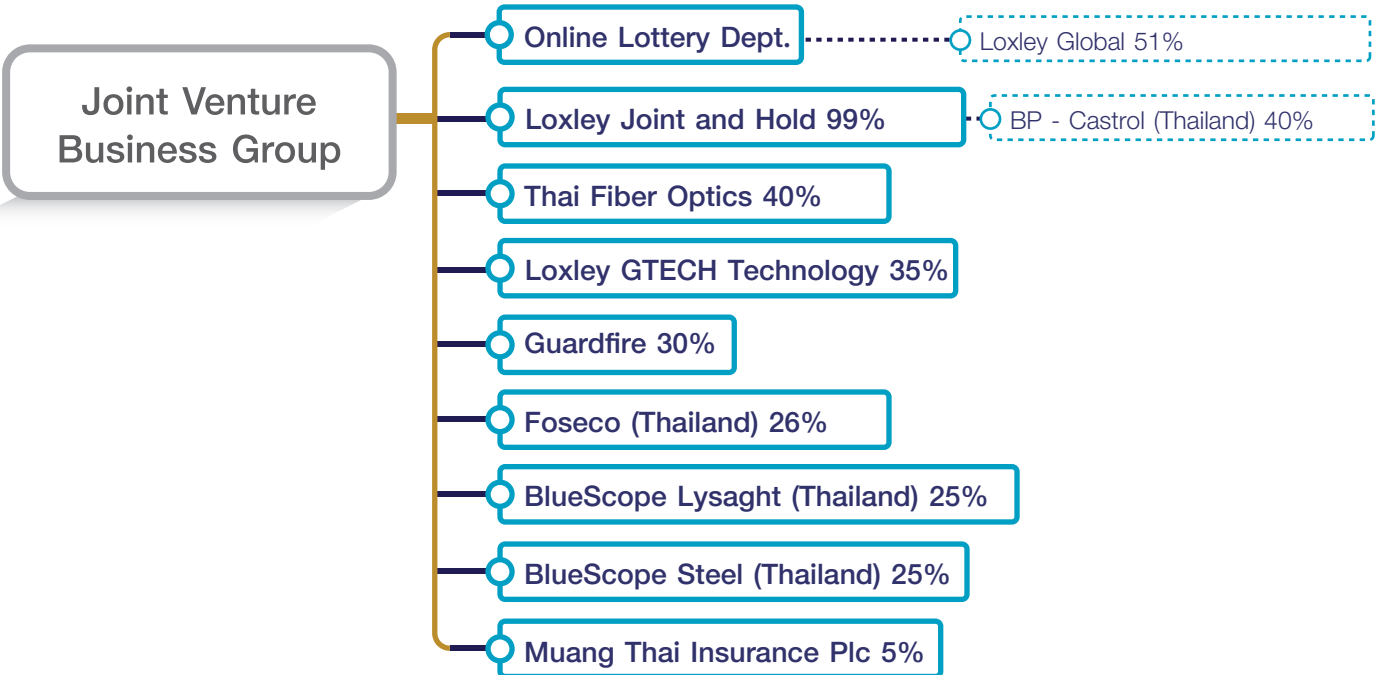 Joint Venture
Business Group
Online Lottery Dept.
Loxley Global 51%
Loxley Joint and Hold 99%
BP - Castrol (Thailand) 40%
Thai Fiber Optics 40%
Loxley GTECH Technology 35%
Guardfire 30%
Foseco (Thailand) 26%
BlueScope Lysaght (Thailand) 25%
BlueScope Steel (Thailand) 25%
Muang Thai Insurance Plc 5%